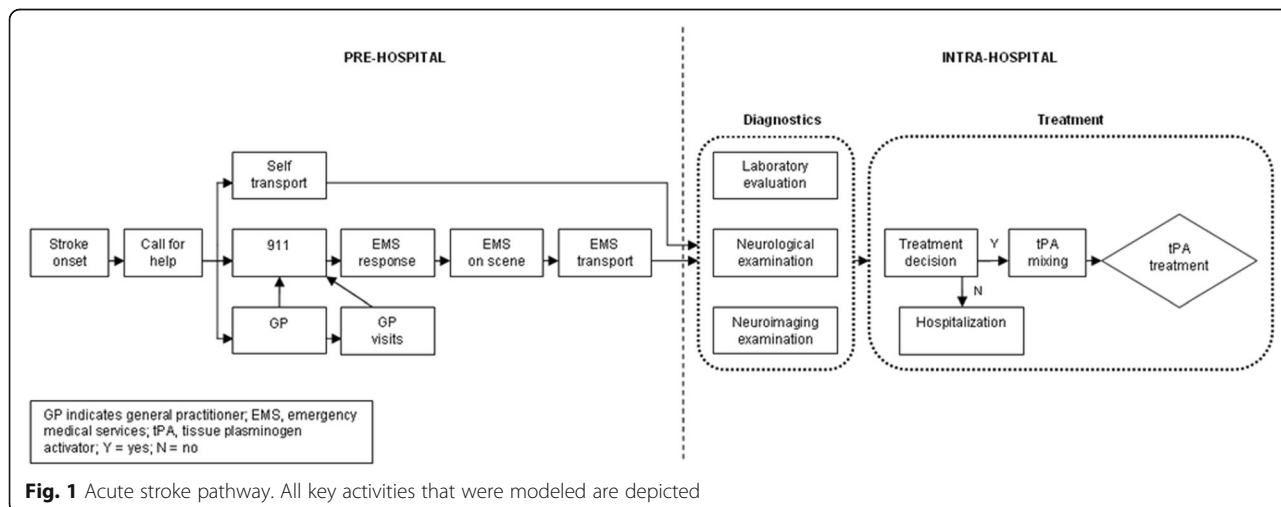 PRE-HOSPITAL
INTRA-HOSPITAL
Diagnostics
Treatment
Self
transport
Laboratory
evaluation
Stroke
onset
Call for
help
911
EMS
response
EMS
on scene
EMS
transport
Neurological
examination
Treatment
decision
Y
tPA
mixing
tPA
treatment
N
GP
GP
visits
Neuroimaging
examination
Hospitalization
GP indicates general practitioner; EMS, emergency
medical services; tPA, tissue plasminogen
activator; Y = yes; N = no
Fig. 1 Acute stroke pathway. All key activities that were modeled are depicted